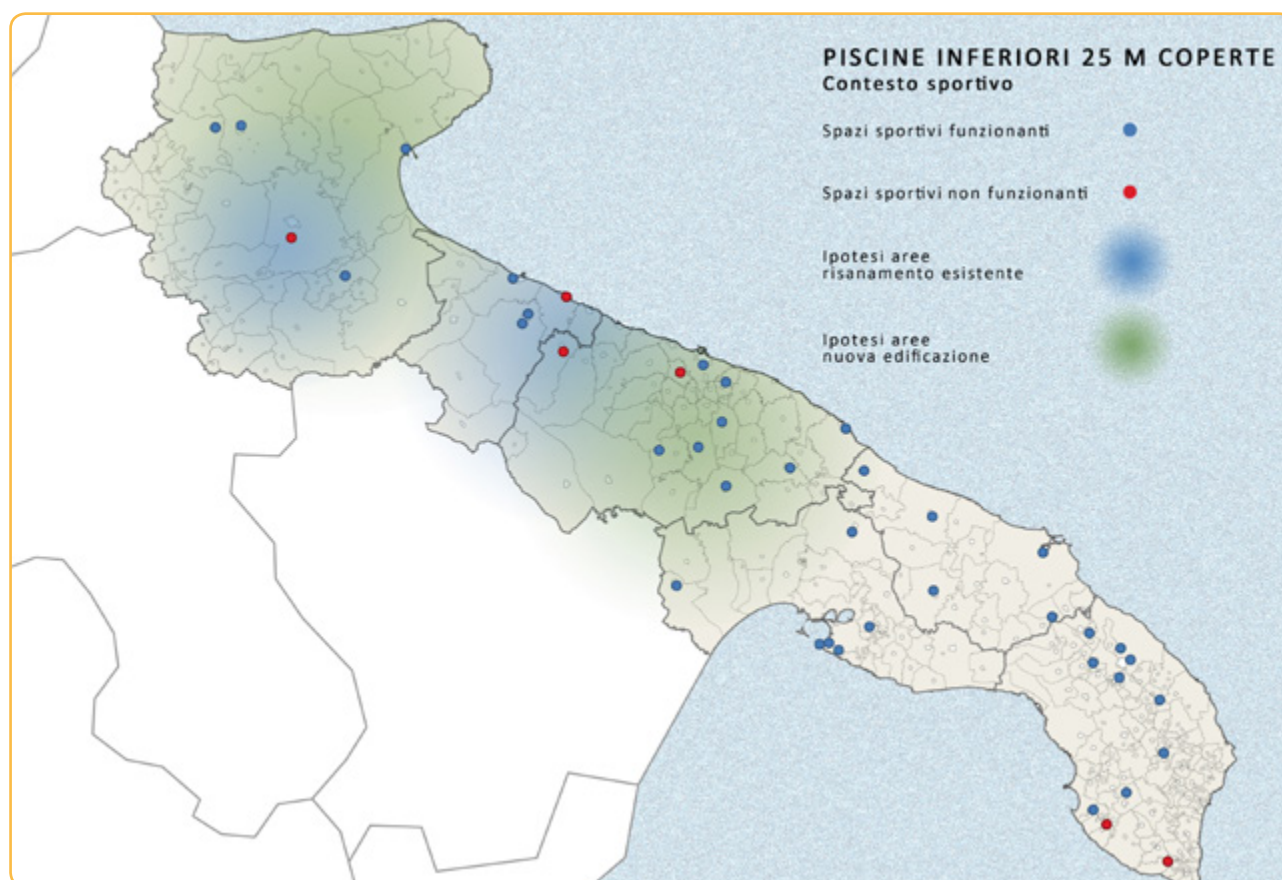 PISCINE INFERIORI 25 M COPERTE
Contesto sportivo
Spazi sportivi funzionanti
Spazi sportivi non funzionanti
Ipotesi aree
risanamento esistente
Ipotesi aree
nuova edificazione